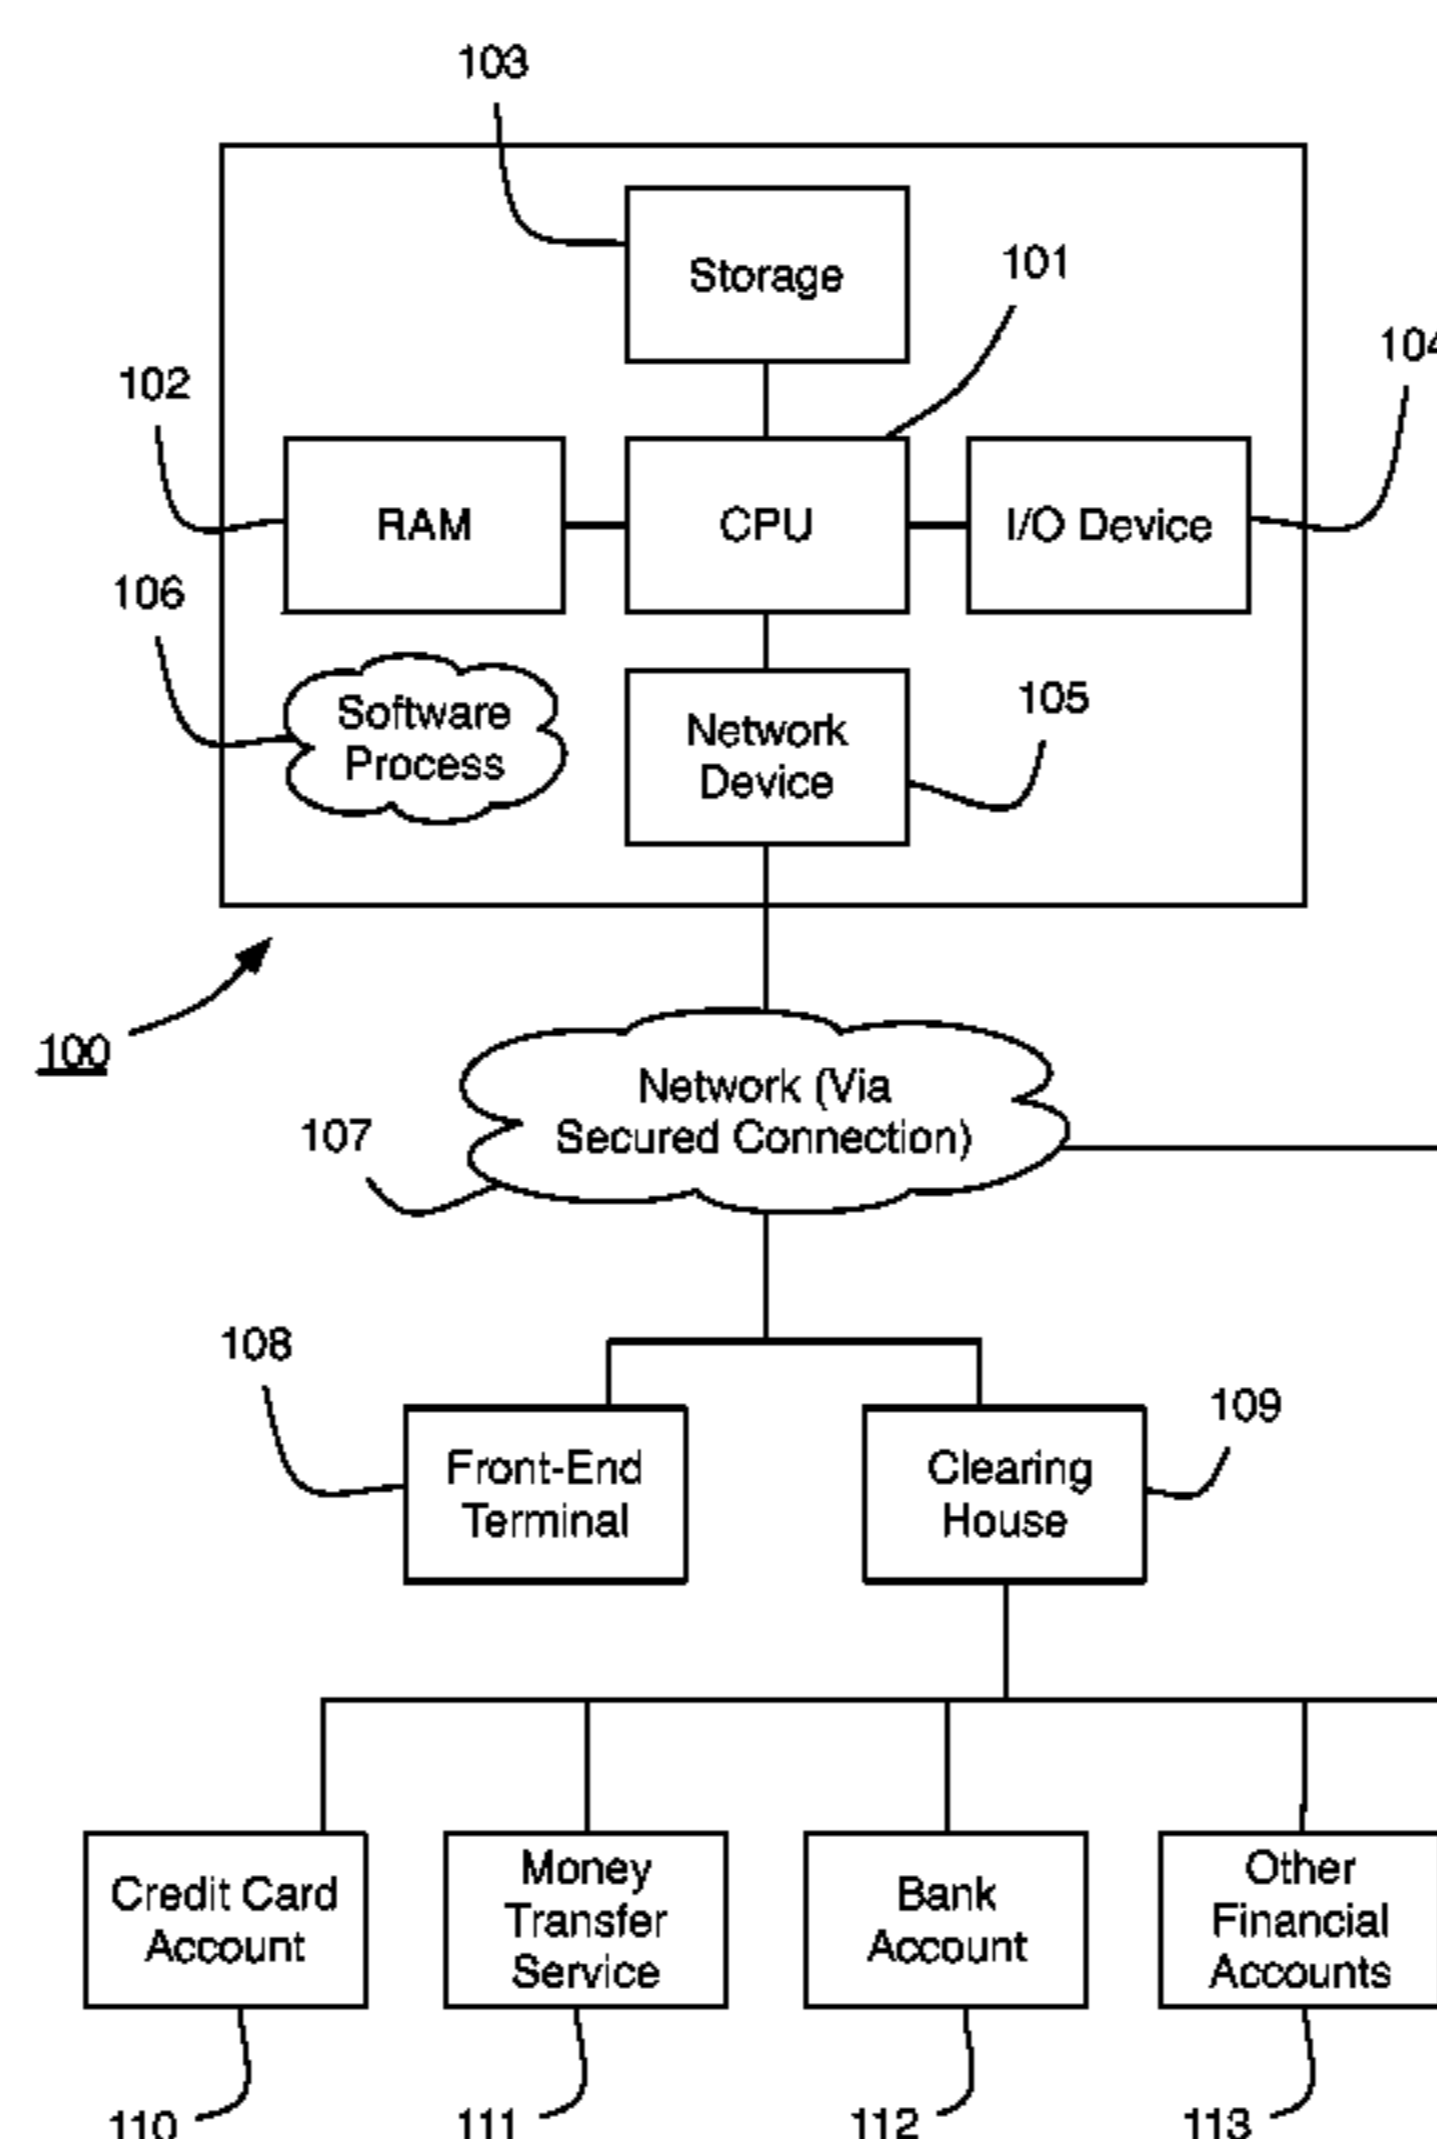 103
Storage
101
104
102
RAM
CPU
I/O Device
106
Software
Process
Network
Device
105
100
Network (Via
Secured Connection)
107
108
109
Front-End
Terminal
Clearing
House
Credit Card
Account
Money
Transfer
Service
Bank
Account
Other
Financial
Accounts
110
111
112
113